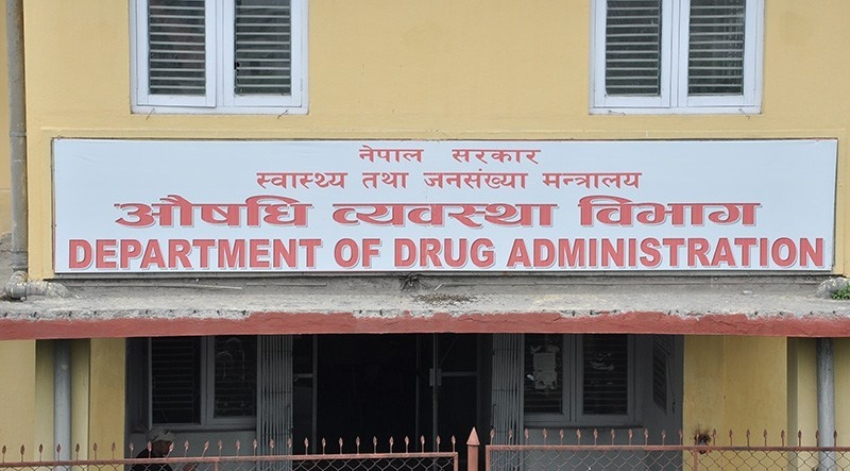 नेपाल सरकार
स्वास्थ्य तथा जनसंख्या मन्त्रालय
औषधि व्यवस्था विभाग
DEPARTMENT OF DRUG ADMINISTRATION